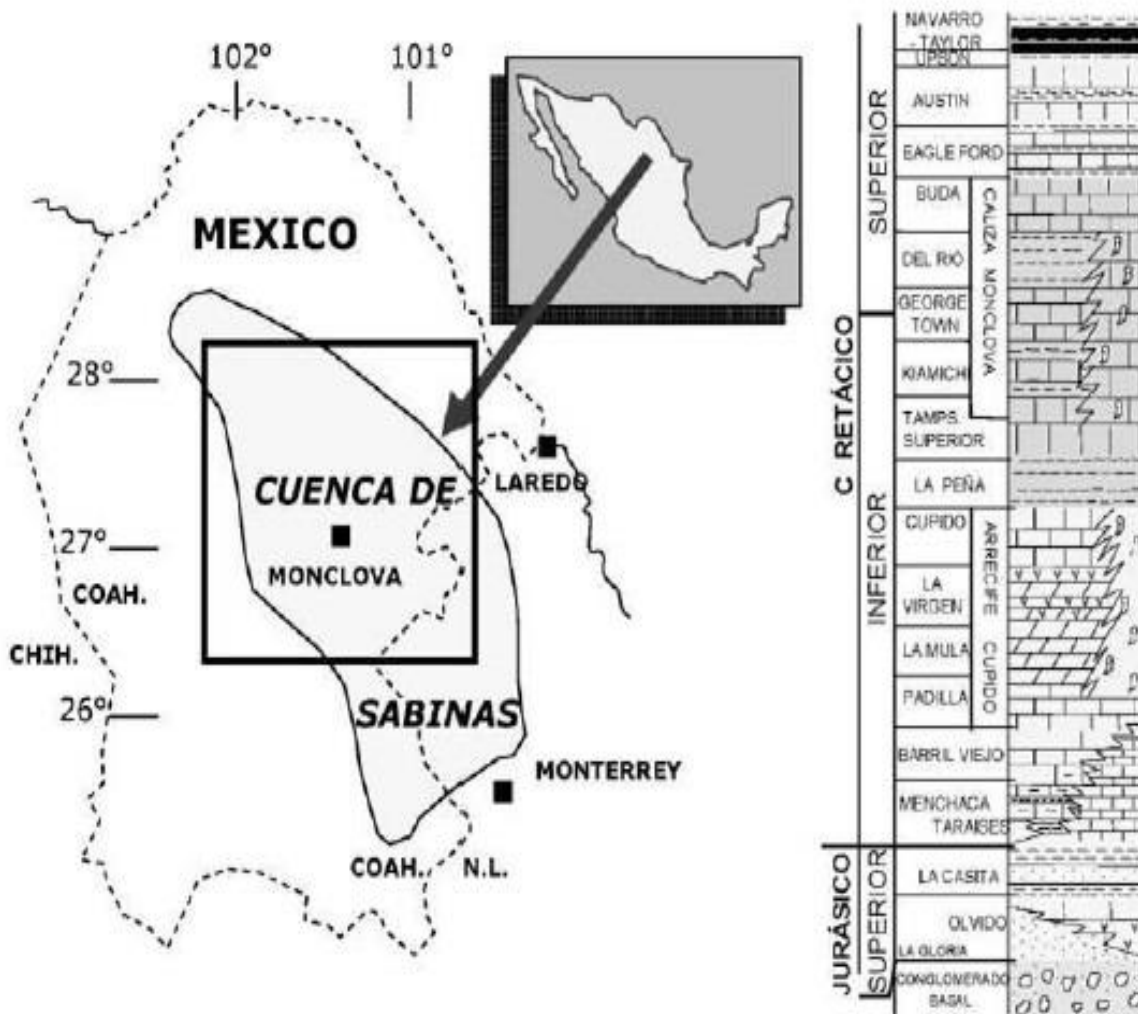 102° 101°
MEXICO
28°
CUENCA DE
LAREDO
27°
MONCLOVA
COAH.
CHIH.
26°
SABINAS
MONTERREY
COAH. N.L.
C RETÁCICO
SUPERIOR
INFERIOR
JURÁSICO
SUPERIOR
NAVARRO
- TAYLOR
UPSON
AUSTIN
EAGLE FORD
BUDA
DEL RIO
GEORGE
TOWN
KIAMICHI
TAMPS.
SUPERIOR
CALIZA MONCLOVA
LA PEÑA
CUPIDO
LA
VIRGEN
LA MULA
PADILLA
ARRECIFE CUPIDO
BARRIL VIEJO
MENCHACA
TARAISES
LA CASITA
OLVIDO
LA GLORIA
CONGLOMERADO
BASAL